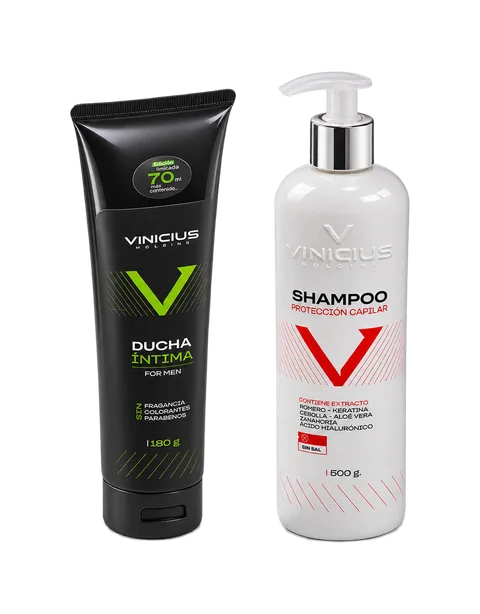 Edición
limitada
70 ml
más
contenido...
VINICIUS
MOLDING
V
DUCHA
ÍNTIMA
FOR MEN
SIN
FRAGANCIA
COLORANTES
PARABENOS
180 g
V
VINICIUS
MOLDING
SHAMPOO
PROTECCIÓN CAPILAR
V
CONTIENE EXTRACTO
ROMERO - KERATINA
CEBOLLA - ALOE VERA
ZANAHORIA
ÁCIDO HIALURÓNICO
SIN SAL
500 g.